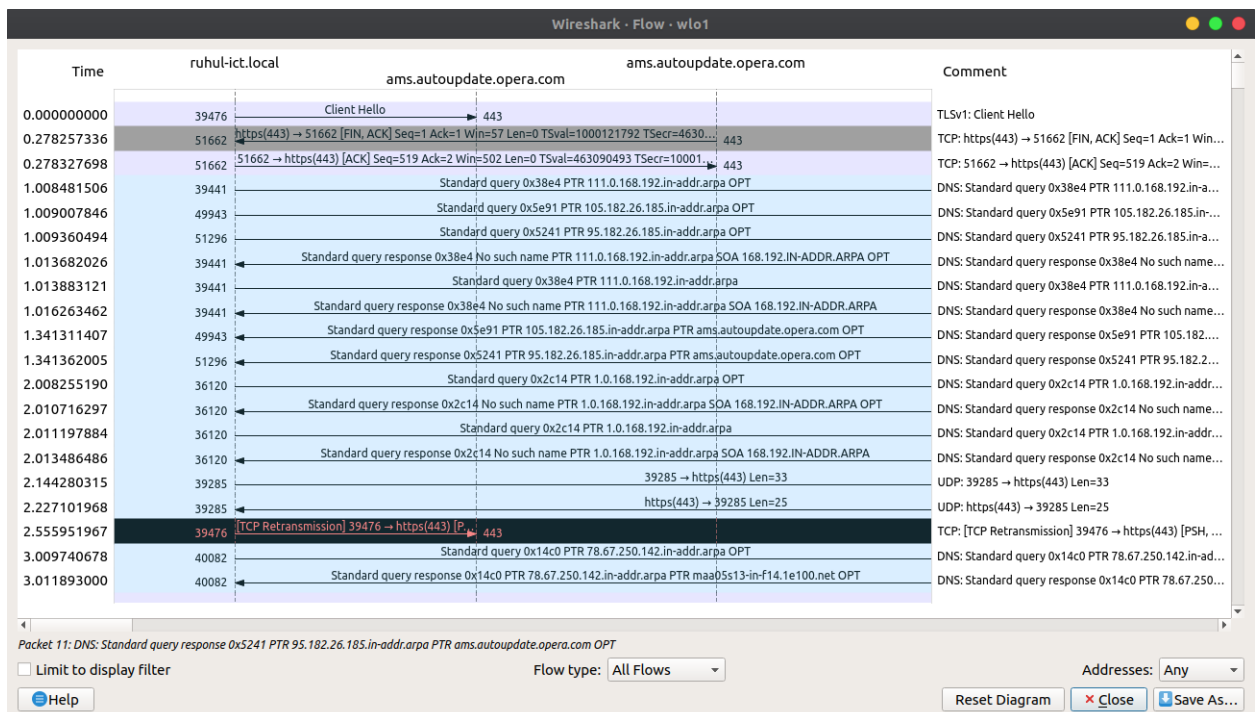 Wireshark · Flow · wlo1
Time ruhul-ict.local ams.autoupdate.opera.com ams.autoupdate.opera.com Comment
0.000000000 39476 Client Hello 443 TLSv1: Client Hello
0.278257336 51662 https(443) → 51662 [FIN, ACK] Seq=1 Ack=1 Win=57 Len=0 TSval=1000121792 TSecr=4630… 443 TCP: https(443) → 51662 [FIN, ACK] Seq=1 Ack=1 Win…
0.278327698 51662 51662 → https(443) [ACK] Seq=519 Ack=2 Win=502 Len=0 TSval=463090493 TSecr=10001… 443 TCP: 51662 → https(443) [ACK] Seq=519 Ack=2 Win=…
1.008481506 39441 Standard query 0x38e4 PTR 111.0.168.192.in-addr.arpa OPT DNS: Standard query 0x38e4 PTR 111.0.168.192.in-a…
1.009007846 49943 Standard query 0x5e91 PTR 105.182.26.185.in-addr.arpa OPT DNS: Standard query 0x5e91 PTR 105.182.26.185.in-…
1.009360494 51296 Standard query 0x5241 PTR 95.182.26.185.in-addr.arpa OPT DNS: Standard query 0x5241 PTR 95.182.26.185.in-a…
1.013682026 39441 Standard query response 0x38e4 No such name PTR 111.0.168.192.in-addr.arpa SOA 168.192.IN-ADDR.ARPA OPT DNS: Standard query response 0x38e4 No such name…
1.013883121 39441 Standard query 0x38e4 PTR 111.0.168.192.in-addr.arpa DNS: Standard query 0x38e4 PTR 111.0.168.192.in-a…
1.016263462 39441 Standard query response 0x38e4 No such name PTR 111.0.168.192.in-addr.arpa SOA 168.192.IN-ADDR.ARPA DNS: Standard query response 0x38e4 No such name…
1.341311407 49943 Standard query response 0x5e91 PTR 105.182.26.185.in-addr.arpa PTR ams.autoupdate.opera.com OPT DNS: Standard query response 0x5e91 PTR 105.182.…
1.341362005 51296 Standard query response 0x5241 PTR 95.182.26.185.in-addr.arpa PTR ams.autoupdate.opera.com OPT DNS: Standard query response 0x5241 PTR 95.182.2…
2.008255190 36120 Standard query 0x2c14 PTR 1.0.168.192.in-addr.arpa OPT DNS: Standard query 0x2c14 PTR 1.0.168.192.in-addr…
2.010716297 36120 Standard query response 0x2c14 No such name PTR 1.0.168.192.in-addr.arpa SOA 168.192.IN-ADDR.ARPA OPT DNS: Standard query response 0x2c14 No such name…
2.011197884 36120 Standard query 0x2c14 PTR 1.0.168.192.in-addr.arpa DNS: Standard query 0x2c14 PTR 1.0.168.192.in-addr…
2.013486486 36120 Standard query response 0x2c14 No such name PTR 1.0.168.192.in-addr.arpa SOA 168.192.IN-ADDR.ARPA DNS: Standard query response 0x2c14 No such name…
2.144280315 39285 39285 → https(443) Len=33 UDP: 39285 → https(443) Len=33
2.227101968 39285 https(443) → 39285 Len=25 UDP: https(443) → 39285 Len=25
2.555951967 39476 [TCP Retransmission] 39476 → https(443) [P… 443 TCP: [TCP Retransmission] 39476 → https(443) [PSH, …
3.009740678 40082 Standard query 0x14c0 PTR 78.67.250.142.in-addr.arpa OPT DNS: Standard query 0x14c0 PTR 78.67.250.142.in-ad…
3.011893000 40082 Standard query response 0x14c0 PTR 78.67.250.142.in-addr.arpa PTR maa05s13-in-f14.1e100.net OPT DNS: Standard query response 0x14c0 PTR 78.67.250…
Packet 11: DNS: Standard query response 0x5241 PTR 95.182.26.185.in-addr.arpa PTR ams.autoupdate.opera.com OPT
Limit to display filter Flow type: All Flows Addresses: Any
Help Reset Diagram Close Save As…